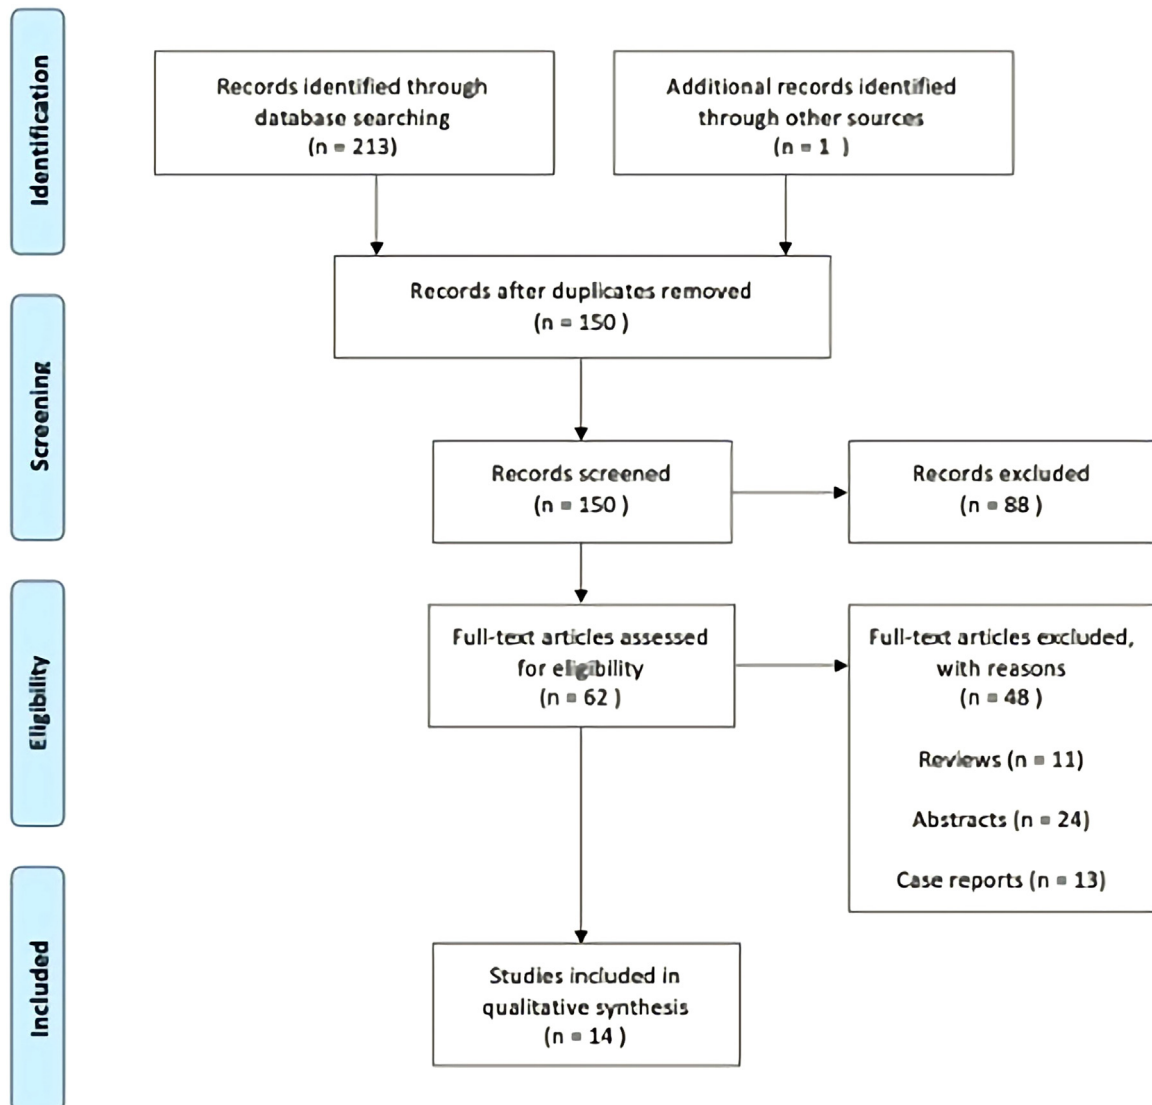 Identification
Records identified through
database searching
(n = 213)
Additional records identified
through other sources
(n = 1 )
Records after duplicates removed
(n = 150 )
Screening
Records screened
(n = 150 )
Records excluded
(n = 88 )
Eligibility
Full-text articles assessed
for eligibility
(n = 62 )
Full-text articles excluded,
with reasons
(n = 48 )
Reviews (n = 11)
Abstracts (n = 24)
Case reports (n = 13)
Included
Studies included in
qualitative synthesis
(n = 14 )